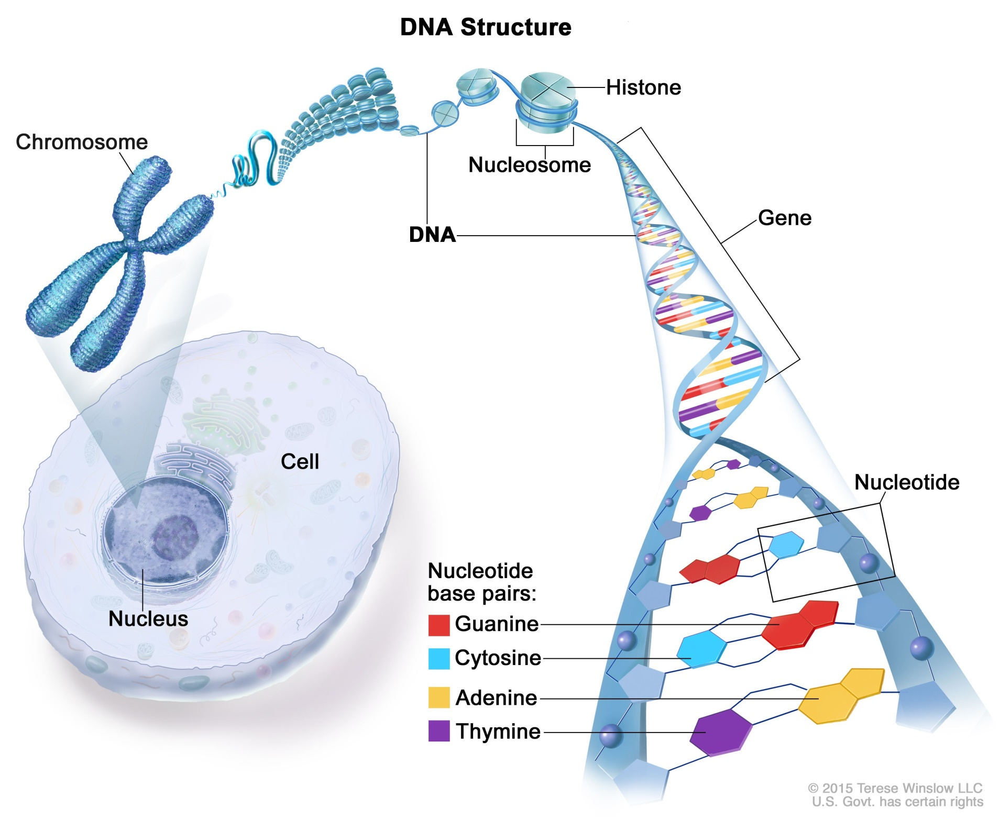 DNA Structure
Histone
Chromosome
Nucleosome
Gene
DNA
Cell
Nucleotide
Nucleotide
base pairs:
Nucleus
Guanine
Cytosine
Adenine
Thymine
© 2015 Terese Winslow LLC
U.S. Govt. has certain rights